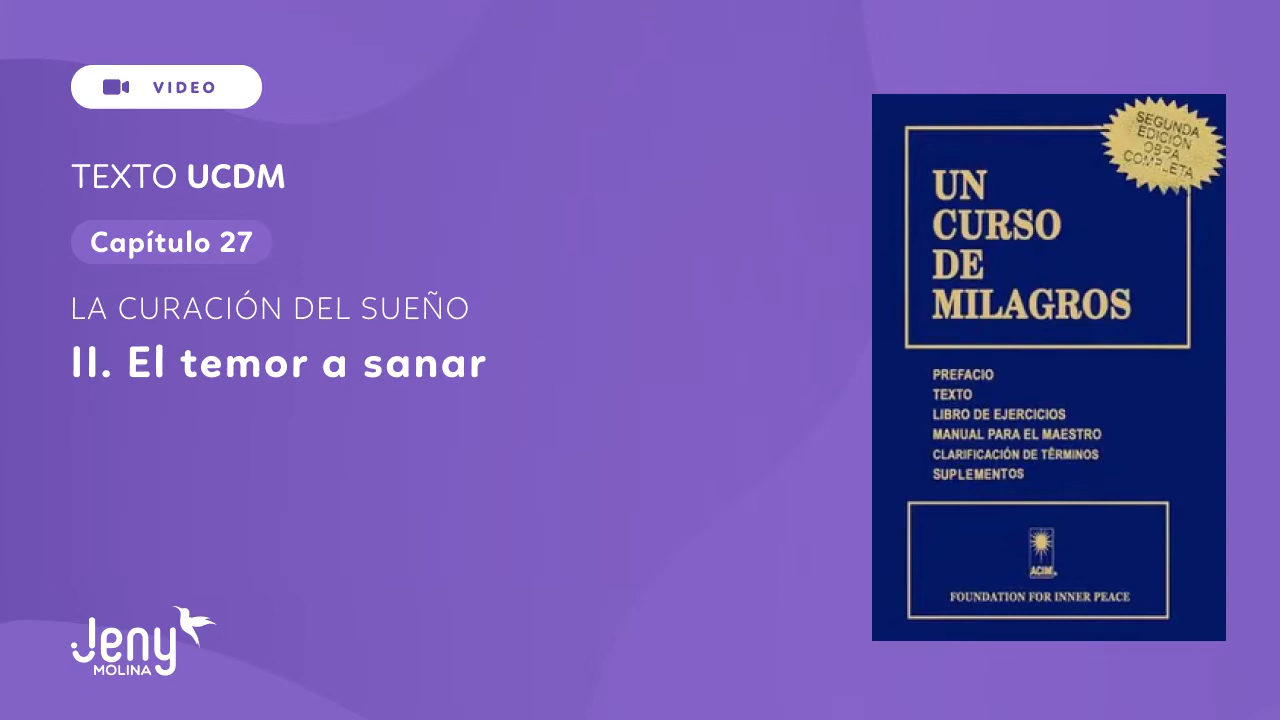 VIDEO
TEXTO UCDM
Capítulo 27
LA CURACIÓN DEL SUEÑO
II. El temor a sanar
Jeny
MOLINA
SEGUNDA
EDICIÓN
OBRA
COMPLETA
UN
CURSO
DE
MILAGROS
PREFACIO
TEXTO
LIBRO DE EJERCICIOS
MANUAL PARA EL MAESTRO
CLARIFICACIÓN DE TÉRMINOS
SUPLEMENTOS
ACIM®
FOUNDATION FOR INNER PEACE